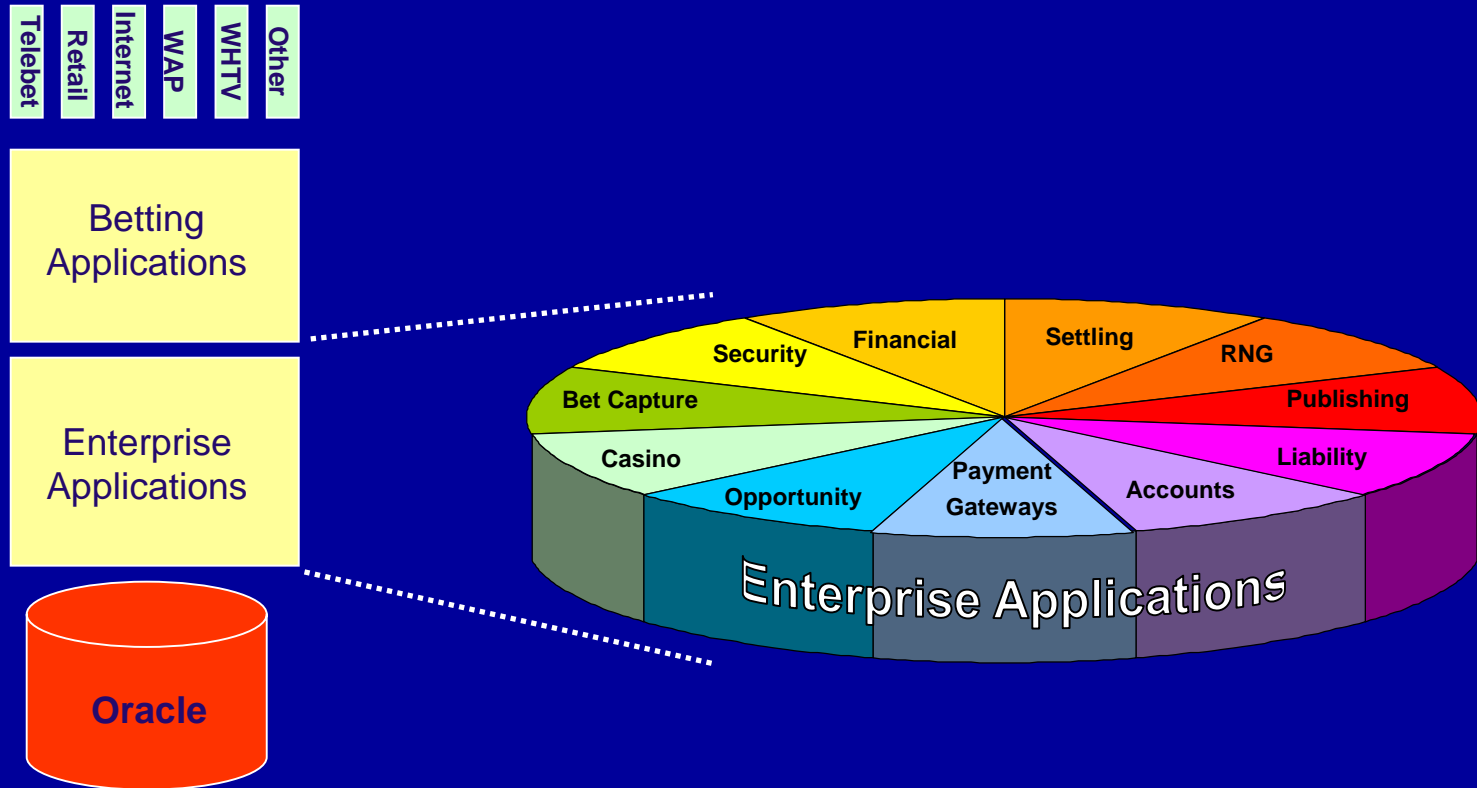 Telebet
Retail
Internet
WAP
WHTV
Other
Betting
Applications
Enterprise
Applications
Oracle
Financial
Settling
Security
RNG
Bet Capture
Publishing
Casino
Liability
Opportunity
Payment
Gateways
Accounts
Enterprise Applications